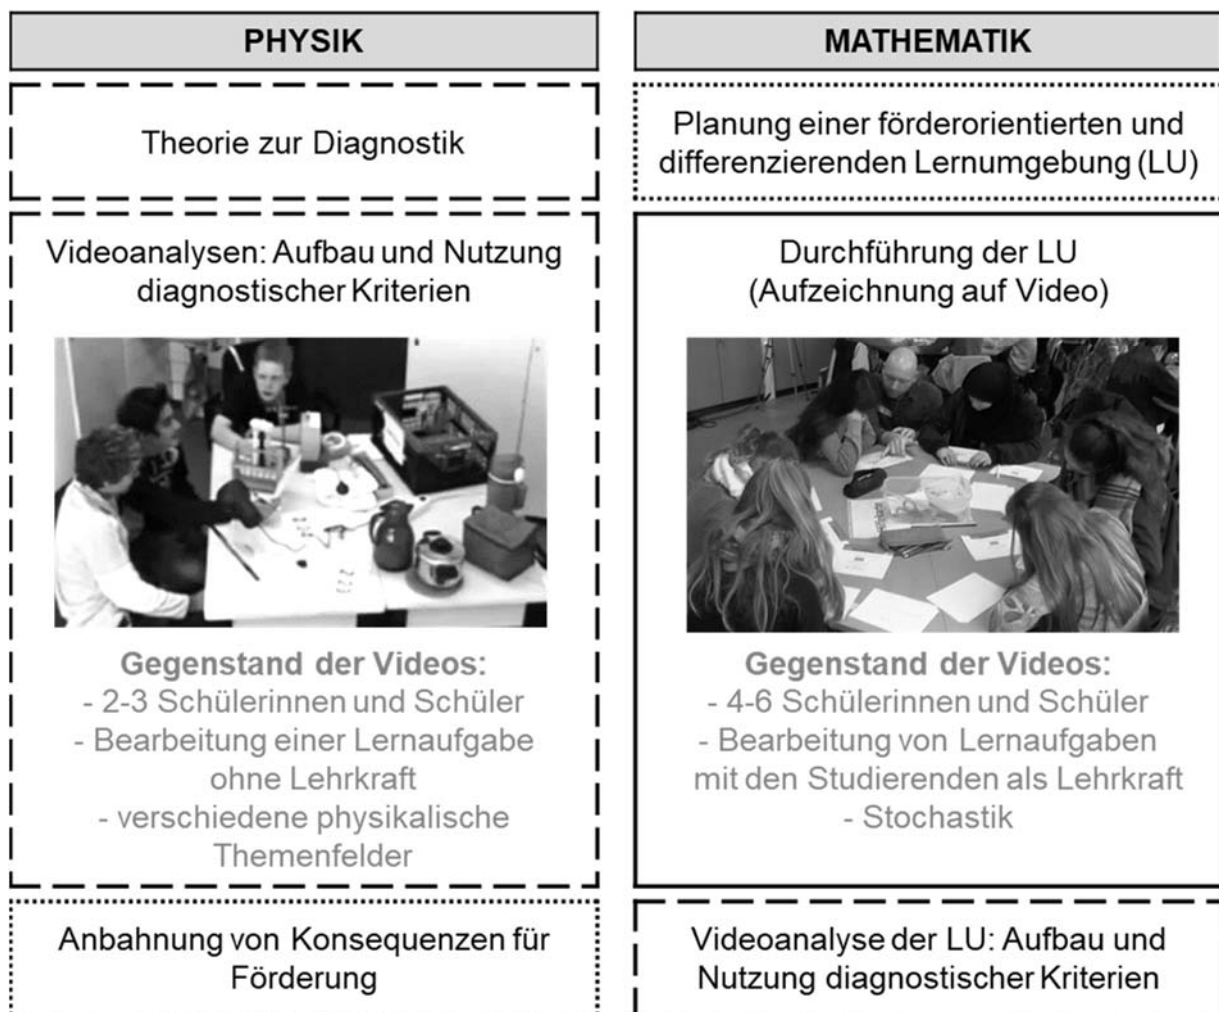 PHYSIK
Theorie zur Diagnostik
Videoanalysen: Aufbau und Nutzung
diagnostischer Kriterien
Gegenstand der Videos:
- 2-3 Schülerinnen und Schüler
- Bearbeitung einer Lernaufgabe
ohne Lehrkraft
- verschiedene physikalische
Themenfelder
Anbahnung von Konsequenzen für
Förderung
MATHEMATIK
Planung einer förderorientierten und
differenzierenden Lernumgebung (LU)
Durchführung der LU
(Aufzeichnung auf Video)
Gegenstand der Videos:
- 4-6 Schülerinnen und Schüler
- Bearbeitung von Lernaufgaben
mit den Studierenden als Lehrkraft
- Stochastik
Videoanalyse der LU: Aufbau und
Nutzung diagnostischer Kriterien